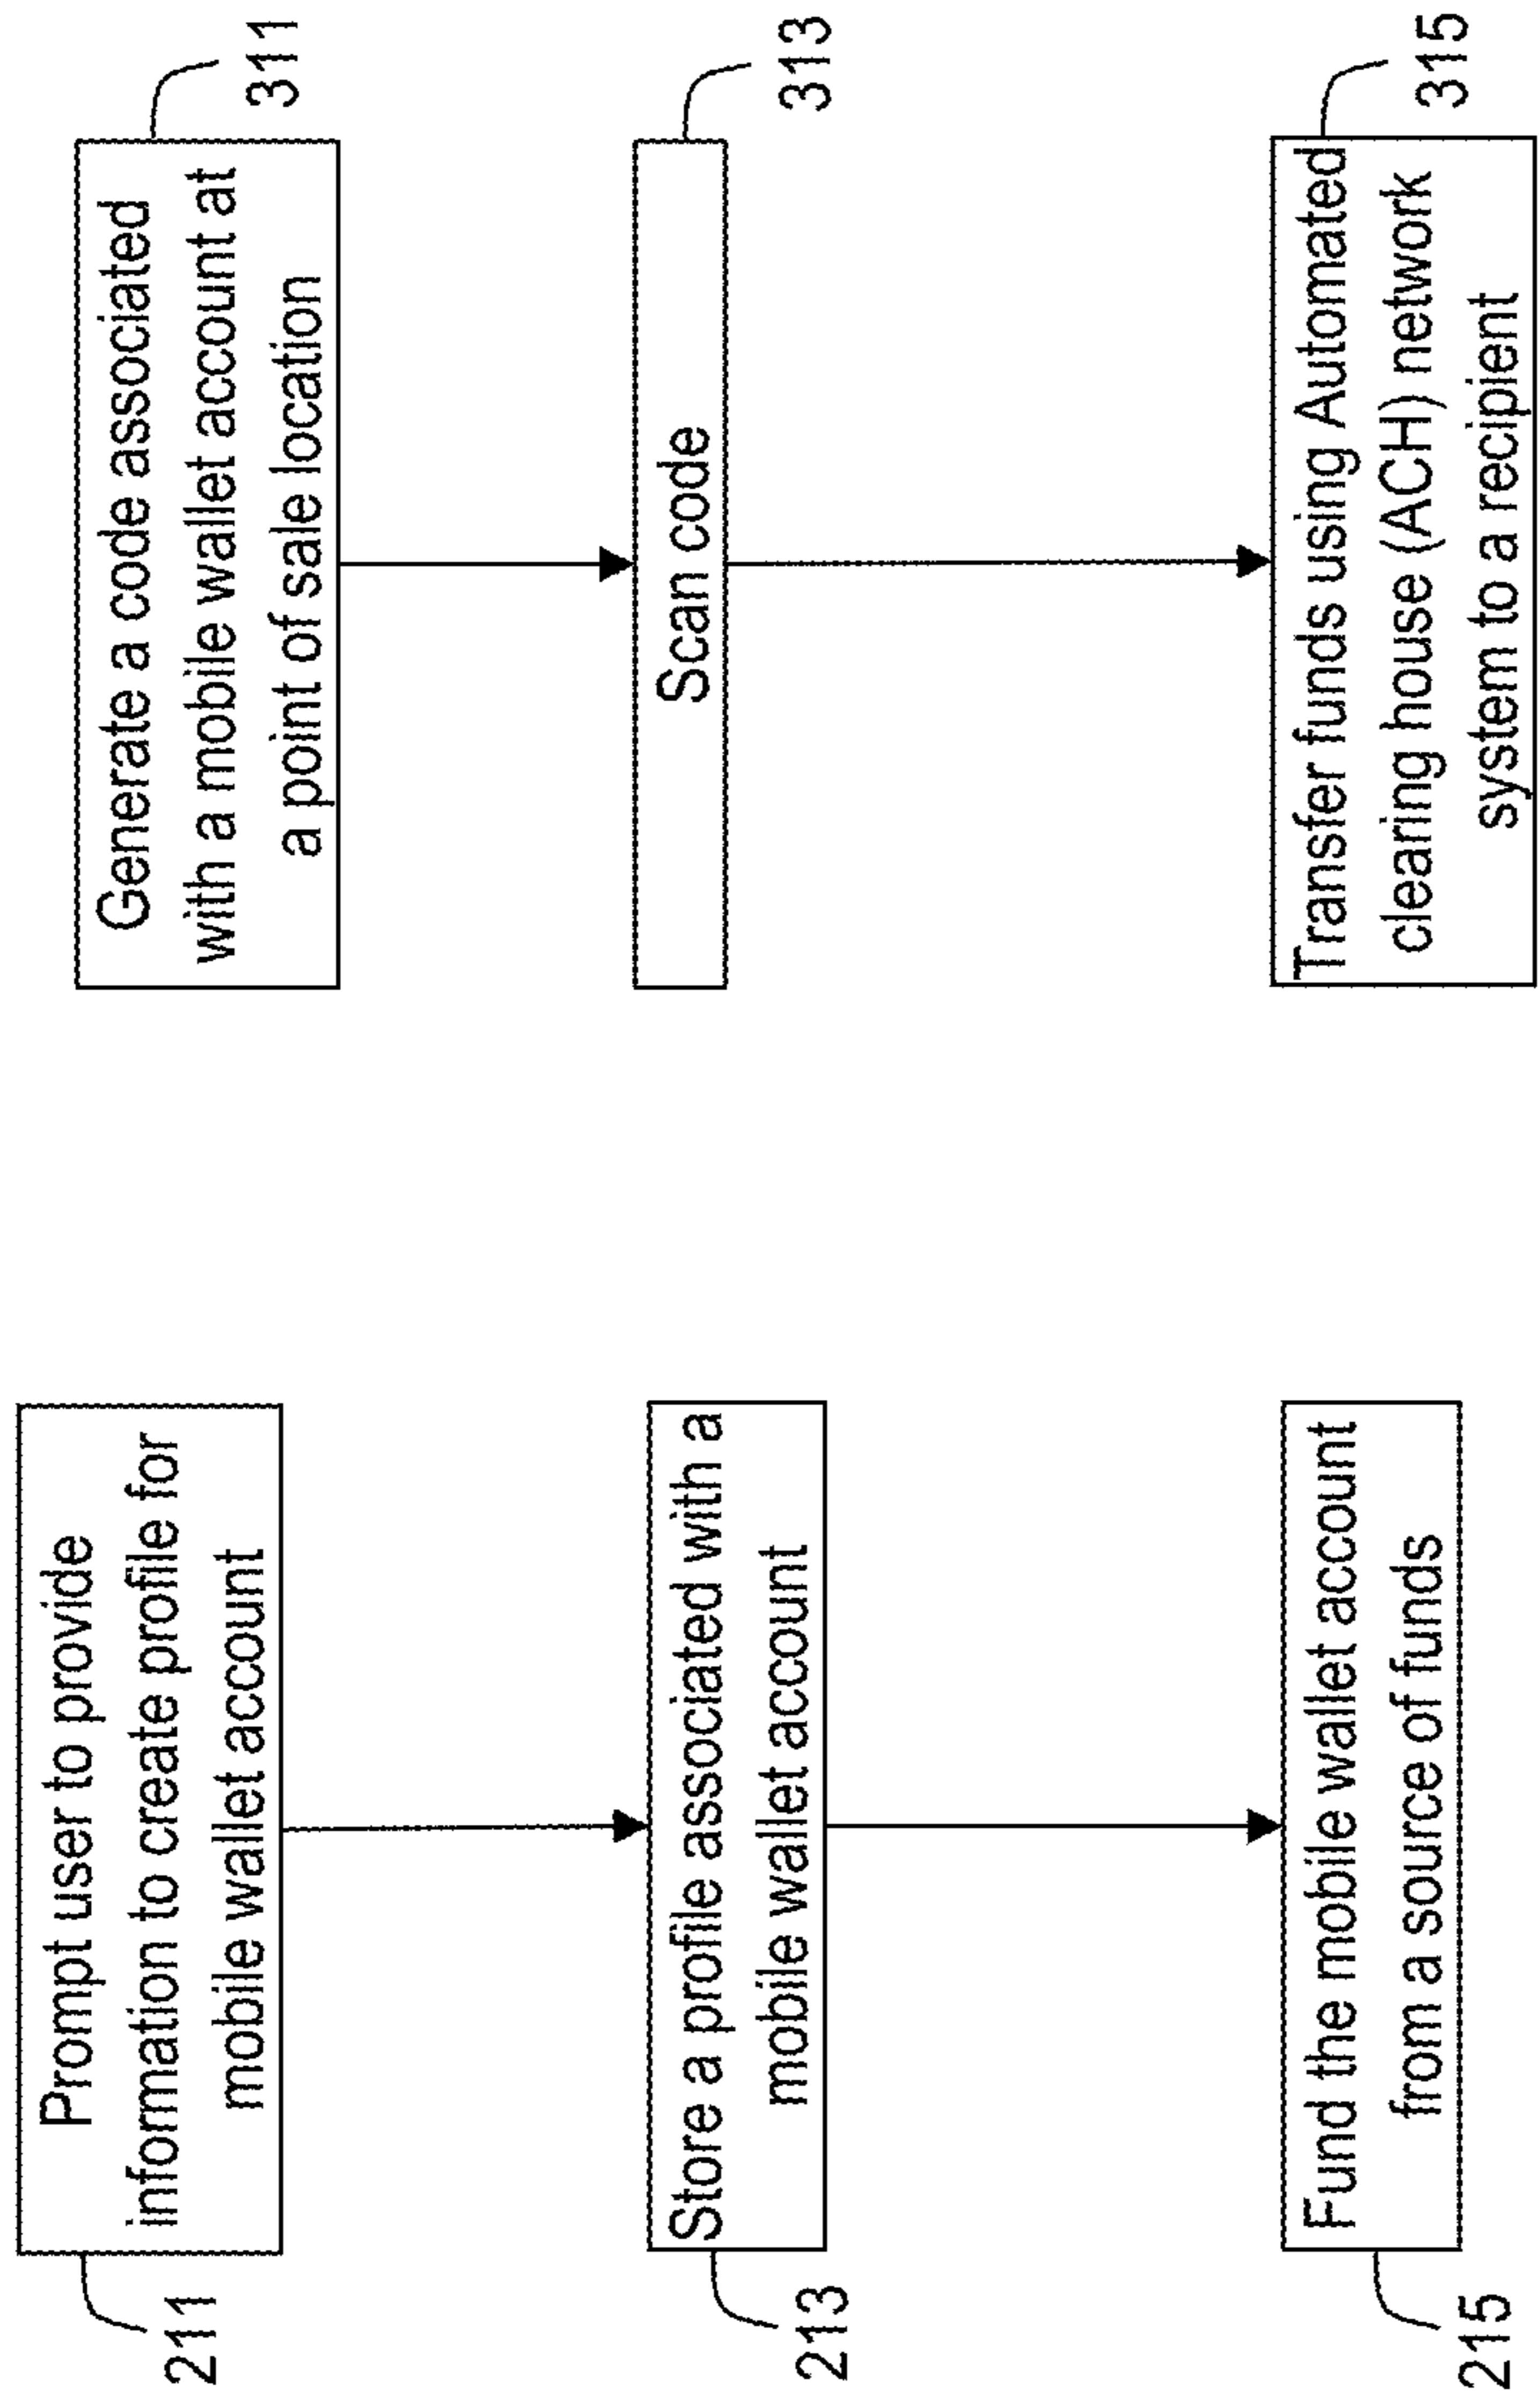 Prompt user to provide
information to create profile for
mobile wallet account
211
Store a profile associated with a
mobile wallet account
213
Fund the mobile wallet account
from a source of funds
215
Generate a code associated
with a mobile wallet account at
a point of sale location
311
Scan code
313
Transfer funds using Automated
clearing house (ACH) network
system to a recipient
315